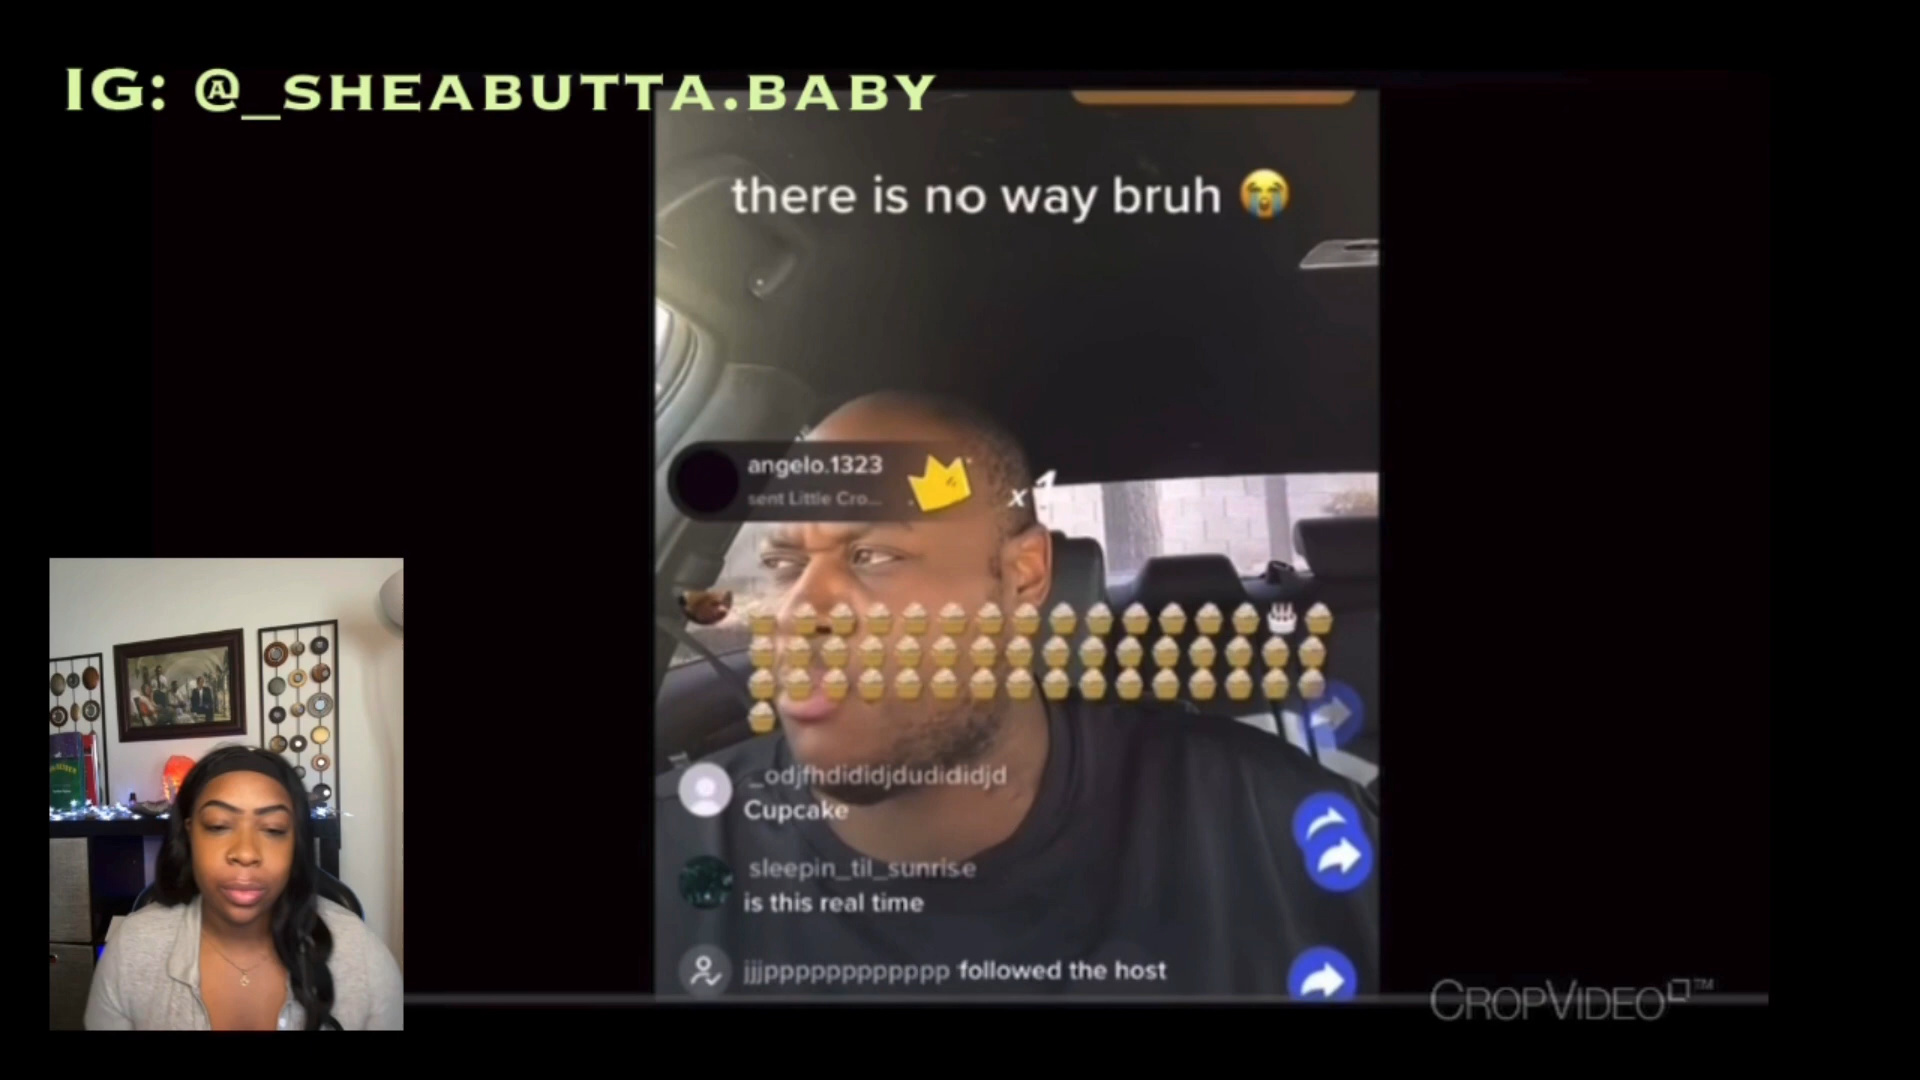 IG: @_SHEABUTTA.BABY
there is no way bruh 😭
angelo.1323
sent Little Cro...
x1
_odjfhdididjdudididjd
Cupcake
sleepin_til_sunrise
is this real time
jjjpppppppppppp followed the host
CROPVIDEO™